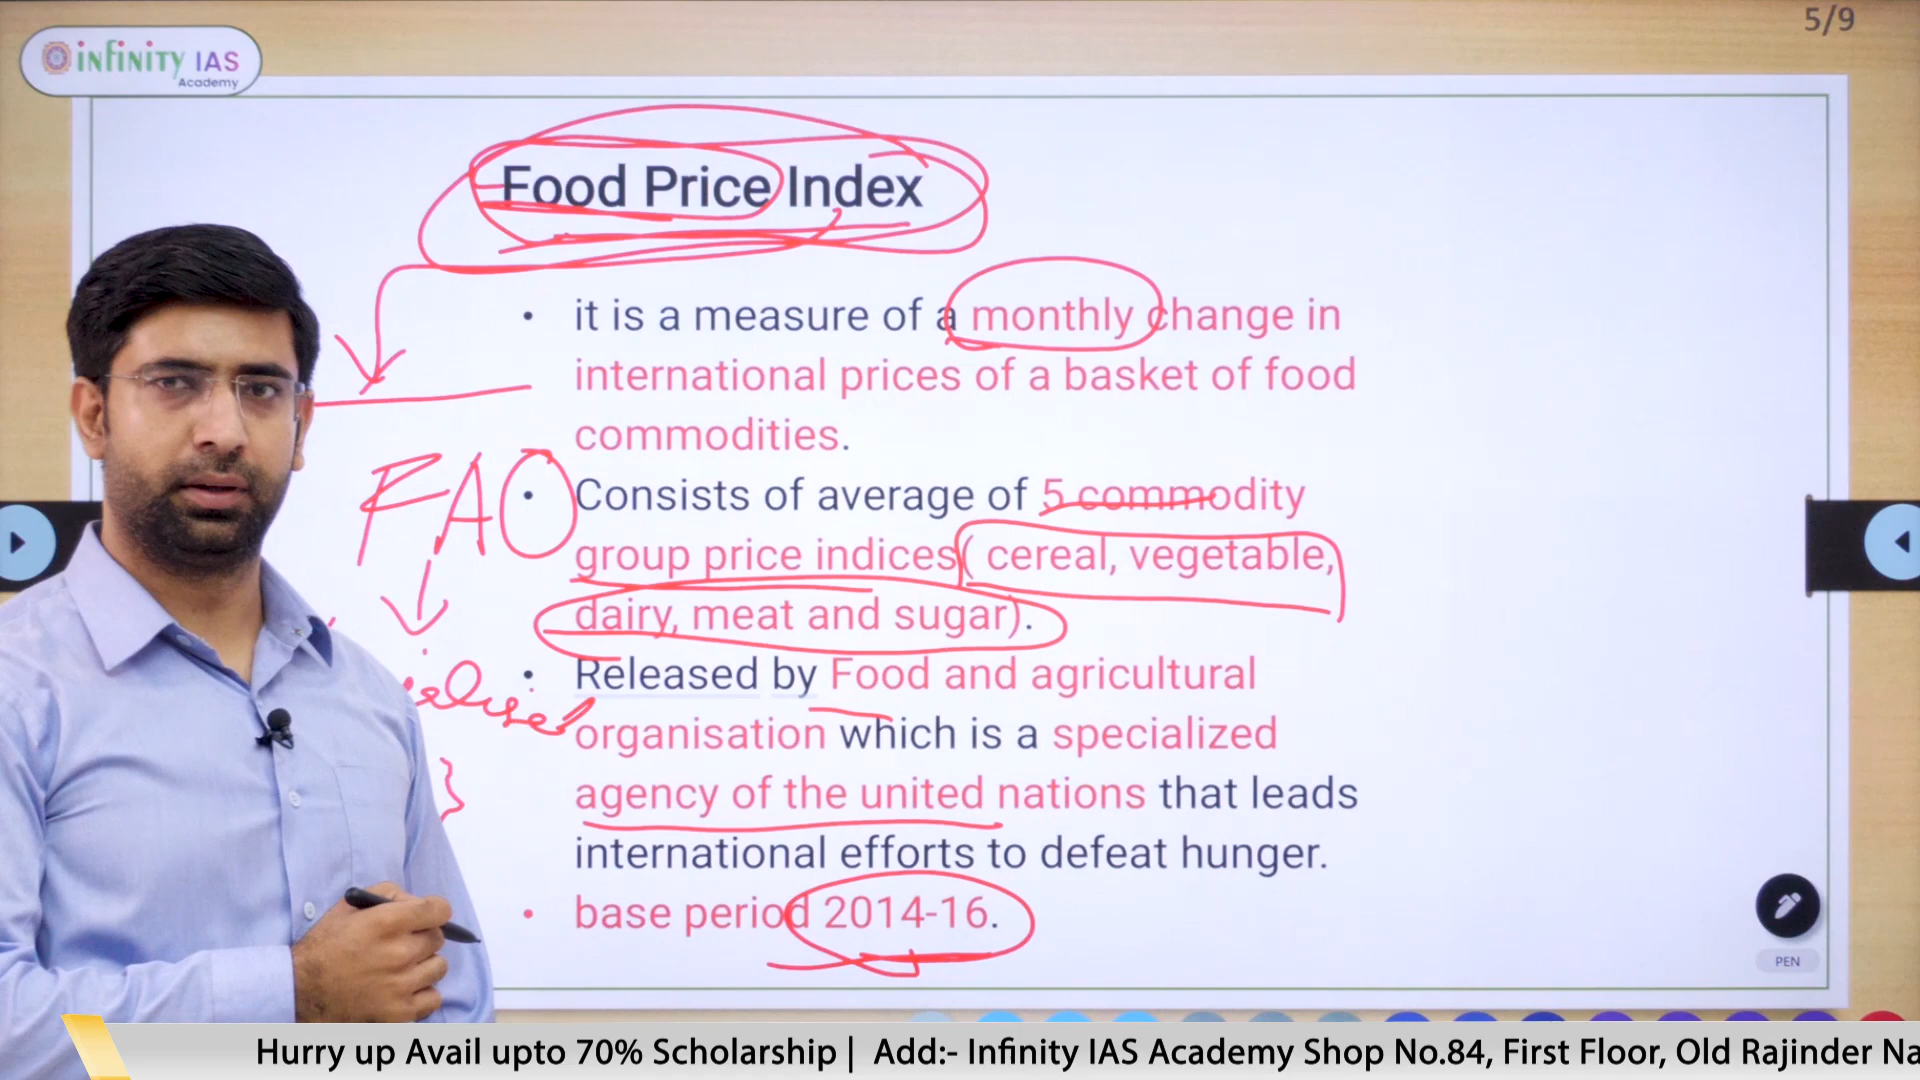 5/9
infinity IAS
Academy
Food Price Index
• it is a measure of a monthly change in
international prices of a basket of food
commodities.
FAO
• Consists of average of 5 commodity
group price indices( cereal, vegetable,
dairy, meat and sugar).
• Released by Food and agricultural
organisation which is a specialized
agency of the united nations that leads
international efforts to defeat hunger.
• base period 2014-16.
PEN
Hurry up Avail upto 70% Scholarship | Add:- Infinity IAS Academy Shop No.84, First Floor, Old Rajinder Na